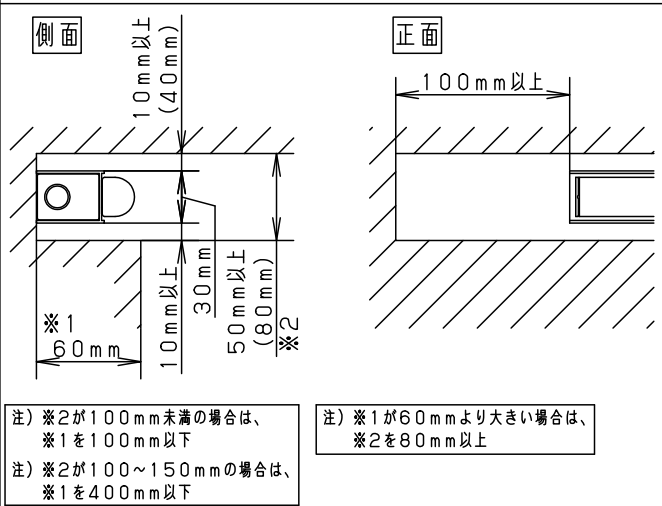 側面
正面
10mm以上
(40mm)
100mm以上
※1
60mm
10mm以上
30mm
50mm以上
(80mm)
※2
注)※2が100mm未満の場合は、
※1を100mm以下
注)※2が100~150mmの場合は、
※1を400mm以下
注)※1が60mmより大きい場合は、
※2を80mm以上